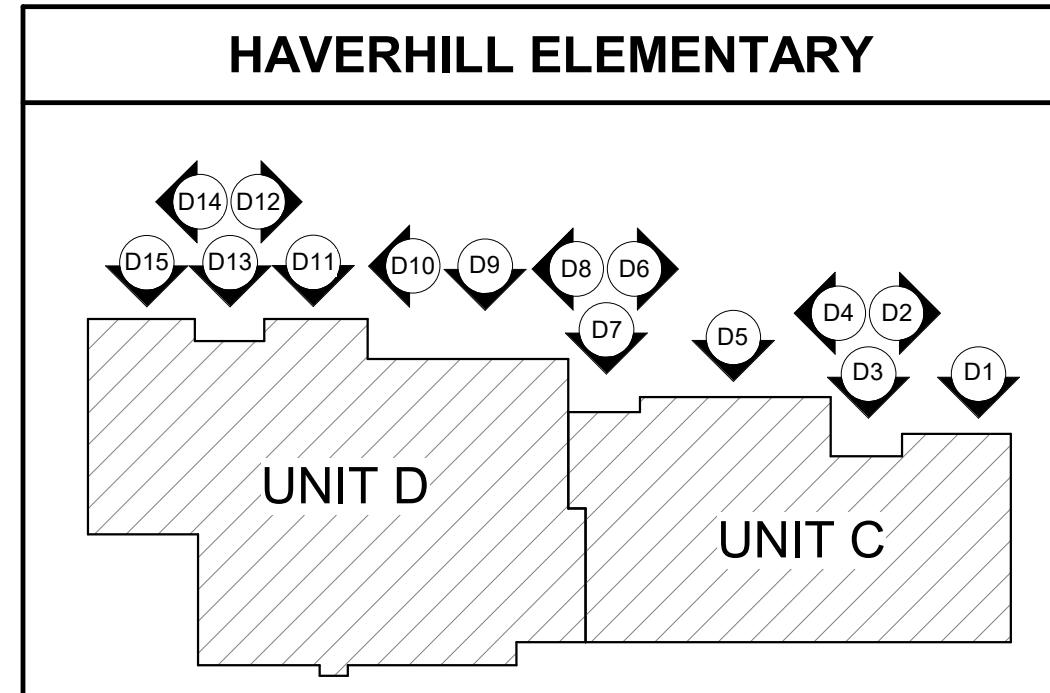 HAVERHILL ELEMENTARY
D14 D12
D15 D13 D11 D10 D9 D8 D6
D4 D2
D7 D5
D3 D1
UNIT D
UNIT C